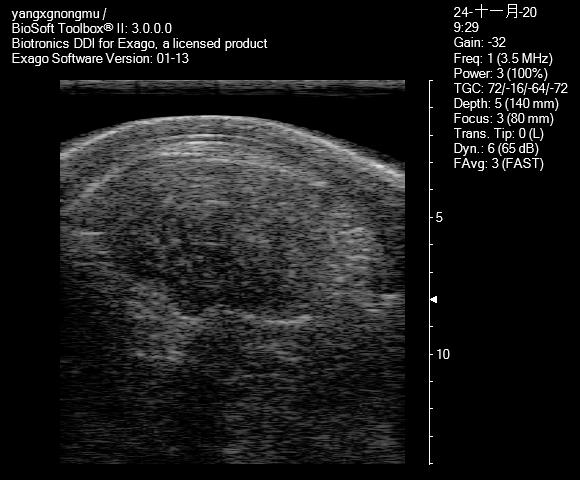 yangxgnongmu /
BioSoft Toolbox® II: 3.0.0.0
Biotronics DDI for Exago, a licensed product
Exago Software Version: 01-13
24-十一月-20
9:29
Gain: -32
Freq: 1 (3.5 MHz)
Power: 3 (100%)
TGC: 72/-16/-64/-72
Depth: 5 (140 mm)
Focus: 3 (80 mm)
Trans. Tip: 0 (L)
Dyn.: 6 (65 dB)
FAvg: 3 (FAST)
5
10